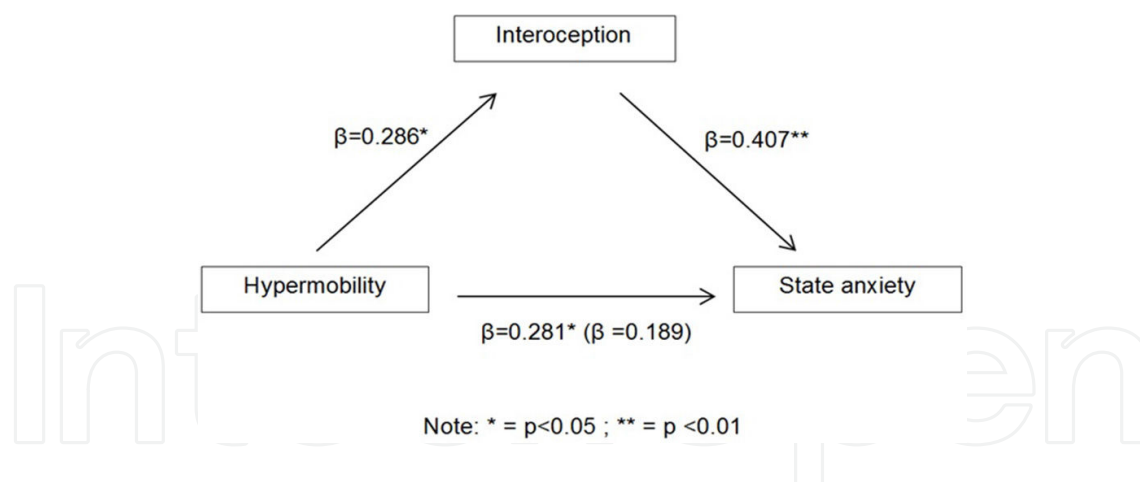 Interoception
β=0.286*
β=0.407**
Hypermobility
State anxiety
β=0.281* (β =0.189)
Note: * = p<0.05 ; ** = p <0.01